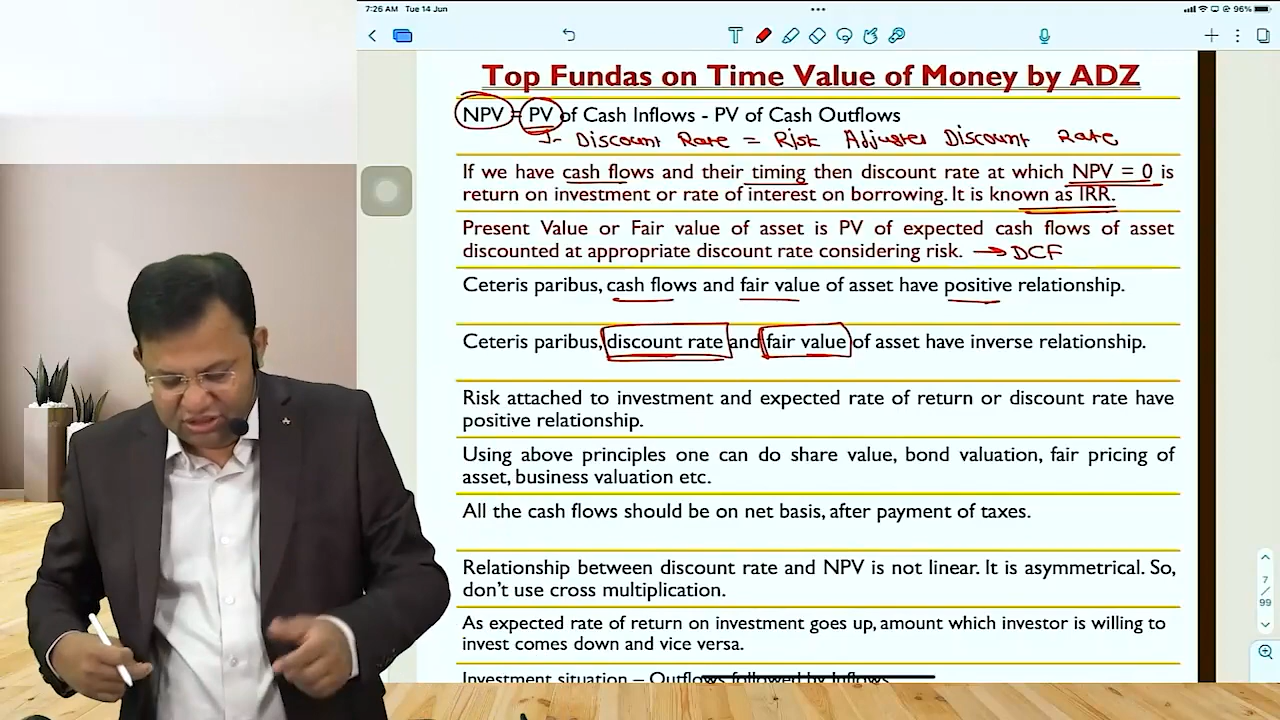 7:26 AM Tue 14 Jun
96%
Top Fundas on Time Value of Money by ADZ
NPV = PV of Cash Inflows - PV of Cash Outflows
Discount Rate = Risk Adjusted Discount Rate
If we have cash flows and their timing then discount rate at which NPV = 0 is
return on investment or rate of interest on borrowing. It is known as IRR.
Present Value or Fair value of asset is PV of expected cash flows of asset
discounted at appropriate discount rate considering risk. → DCF
Ceteris paribus, cash flows and fair value of asset have positive relationship.
Ceteris paribus, discount rate and fair value of asset have inverse relationship.
Risk attached to investment and expected rate of return or discount rate have
positive relationship.
Using above principles one can do share value, bond valuation, fair pricing of
asset, business valuation etc.
All the cash flows should be on net basis, after payment of taxes.
Relationship between discount rate and NPV is not linear. It is asymmetrical. So,
don't use cross multiplication.
As expected rate of return on investment goes up, amount which investor is willing to
invest comes down and vice versa.
Investment situation – Outflows followed by Inflows
7
/
99